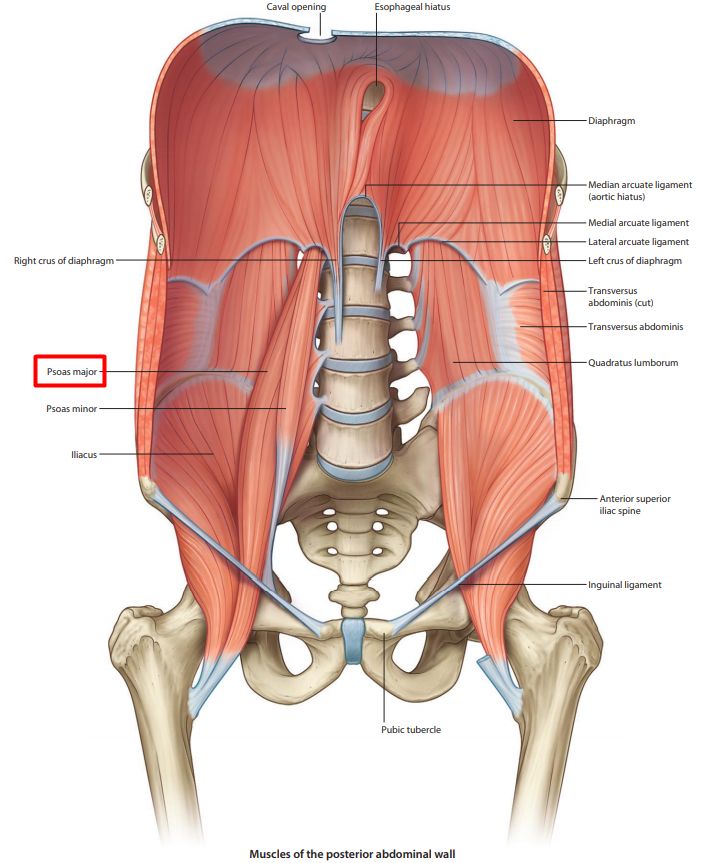 Caval opening
Esophageal hiatus
Diaphragm
Median arcuate ligament
(aortic hiatus)
Medial arcuate ligament
Lateral arcuate ligament
Right crus of diaphragm
Left crus of diaphragm
Transversus
abdominis (cut)
Transversus abdominis
Quadratus lumborum
Psoas major
Psoas minor
Iliacus
Anterior superior
iliac spine
Inguinal ligament
Pubic tubercle
Muscles of the posterior abdominal wall